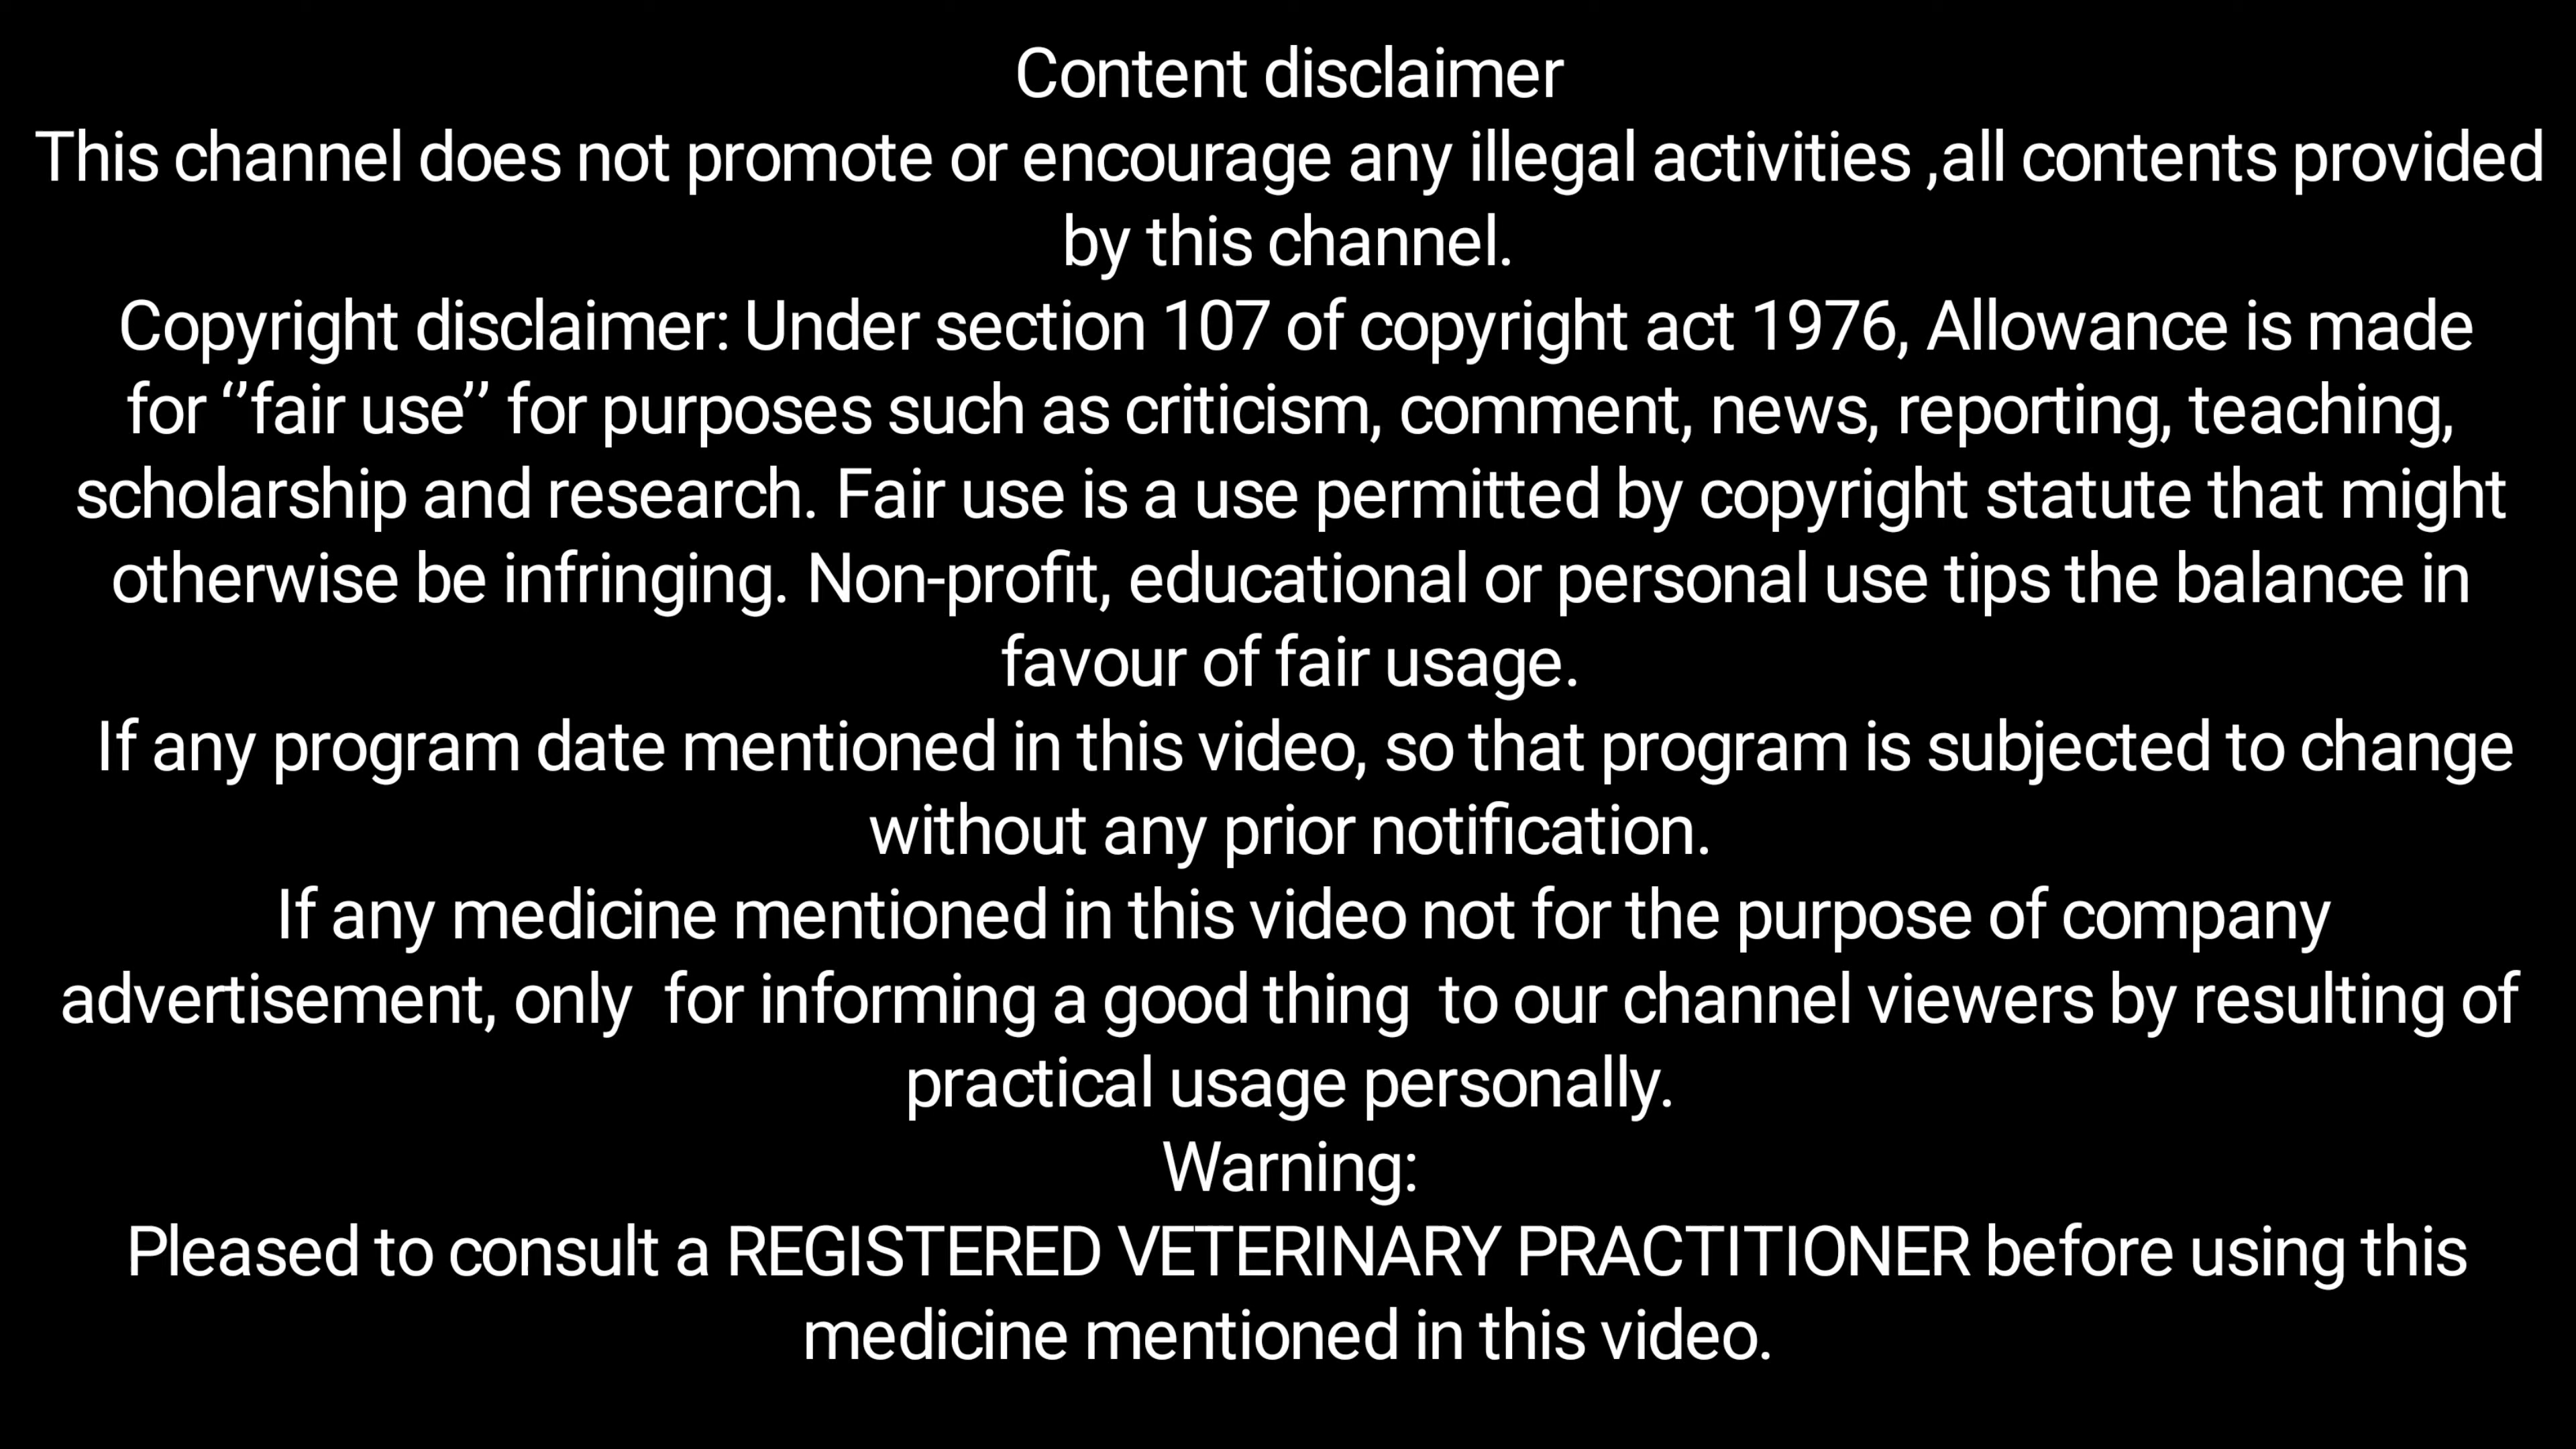 Content disclaimer
This channel does not promote or encourage any illegal activities ,all contents provided
by this channel.
Copyright disclaimer: Under section 107 of copyright act 1976, Allowance is made
for ‘’fair use’’ for purposes such as criticism, comment, news, reporting, teaching,
scholarship and research. Fair use is a use permitted by copyright statute that might
otherwise be infringing. Non-profit, educational or personal use tips the balance in
favour of fair usage.
If any program date mentioned in this video, so that program is subjected to change
without any prior notification.
If any medicine mentioned in this video not for the purpose of company
advertisement, only  for informing a good thing  to our channel viewers by resulting of
practical usage personally.
Warning:
Pleased to consult a REGISTERED VETERINARY PRACTITIONER before using this
medicine mentioned in this video.